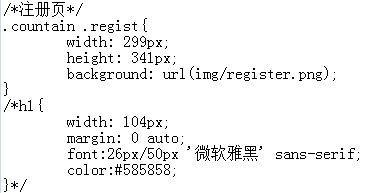 /*注册页*/
.countain .regist{
width: 299px;
height: 341px;
background: url(img/register.png);
}
/*h1{
width: 104px;
margin: 0 auto;
font:26px/50px '微软雅黑' sans-serif;
color:#585858;
}*/